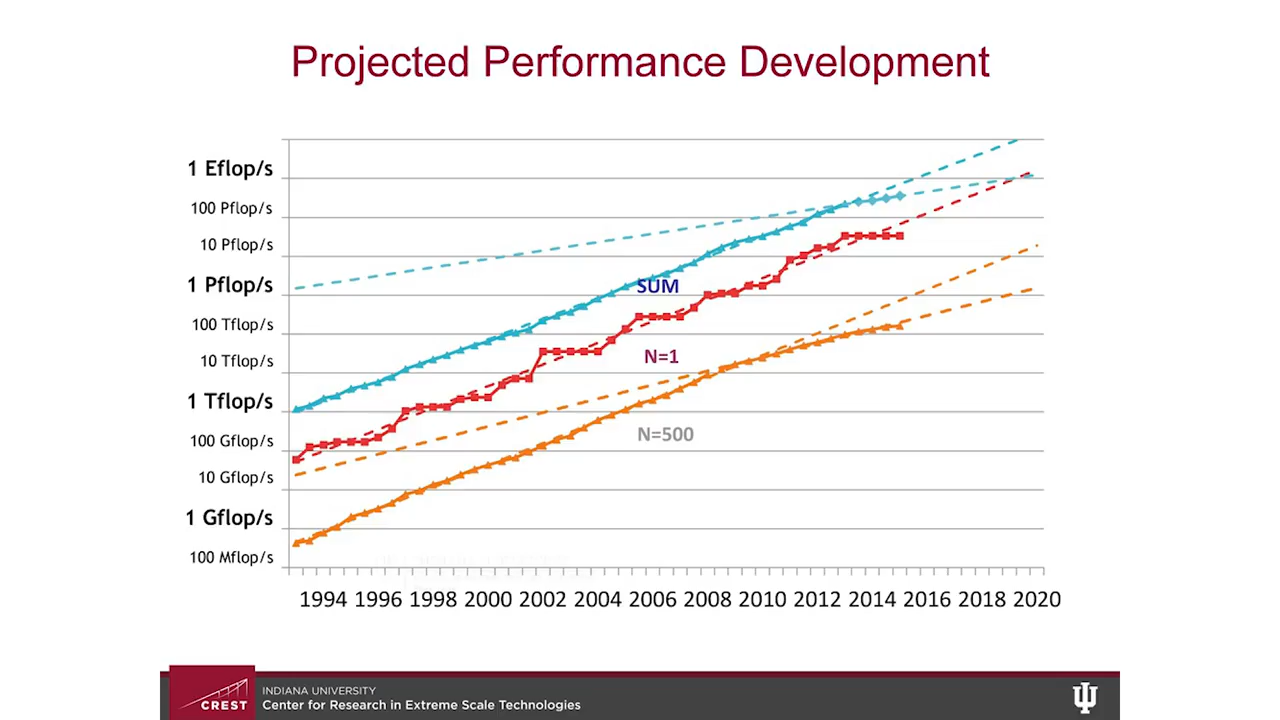 Projected Performance Development
1 Eflop/s
100 Pflop/s
10 Pflop/s
1 Pflop/s
100 Tflop/s
10 Tflop/s
1 Tflop/s
100 Gflop/s
10 Gflop/s
1 Gflop/s
100 Mflop/s
SUM
N=1
N=500
1994 1996 1998 2000 2002 2004 2006 2008 2010 2012 2014 2016 2018 2020
CREST
INDIANA UNIVERSITY
Center for Research in Extreme Scale Technologies